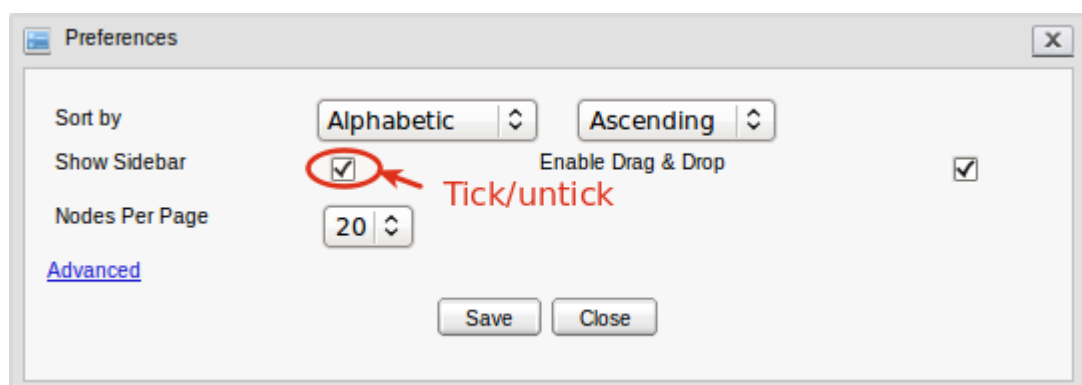 Preferences
X
Sort by Alphabetic Ascending
Show Sidebar Enable Drag & Drop
Tick/untick
Nodes Per Page 20
Advanced
Save Close